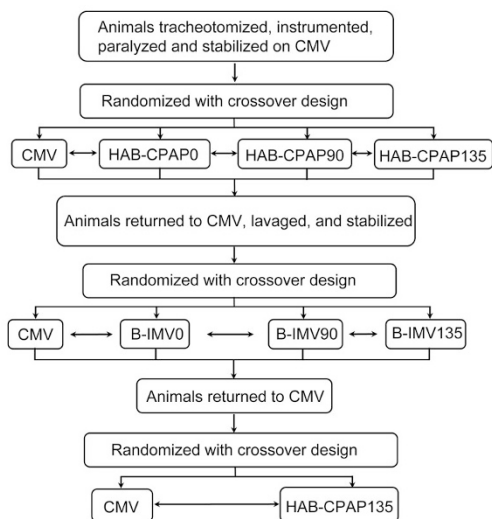 Animals tracheotomized, instrumented,
paralyzed and stabilized on CMV
Randomized with crossover design
CMV HAB-CPAP0 HAB-CPAP90 HAB-CPAP135
Animals returned to CMV, lavaged, and stabilized
Randomized with crossover design
CMV B-IMV0 B-IMV90 B-IMV135
Animals returned to CMV
Randomized with crossover design
CMV HAB-CPAP135